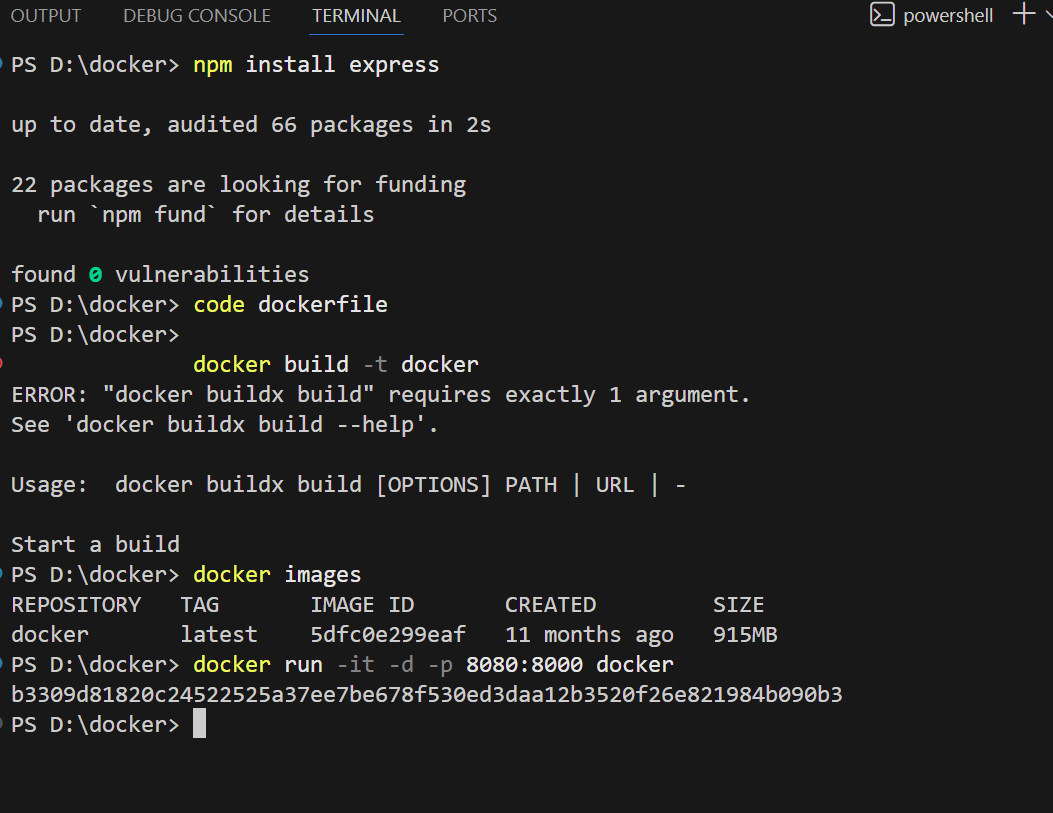 OUTPUT DEBUG CONSOLE TERMINAL PORTS powershell
PS D:\docker> npm install express
up to date, audited 66 packages in 2s
22 packages are looking for funding
  run `npm fund` for details
found 0 vulnerabilities
PS D:\docker> code dockerfile
PS D:\docker>
              docker build -t docker
ERROR: "docker buildx build" requires exactly 1 argument.
See 'docker buildx build --help'.
Usage:  docker buildx build [OPTIONS] PATH | URL | -
Start a build
PS D:\docker> docker images
REPOSITORY   TAG       IMAGE ID       CREATED         SIZE
docker       latest    5dfc0e299eaf   11 months ago   915MB
PS D:\docker> docker run -it -d -p 8080:8000 docker
b3309d81820c24522525a37ee7be678f530ed3daa12b3520f26e821984b090b3
PS D:\docker>